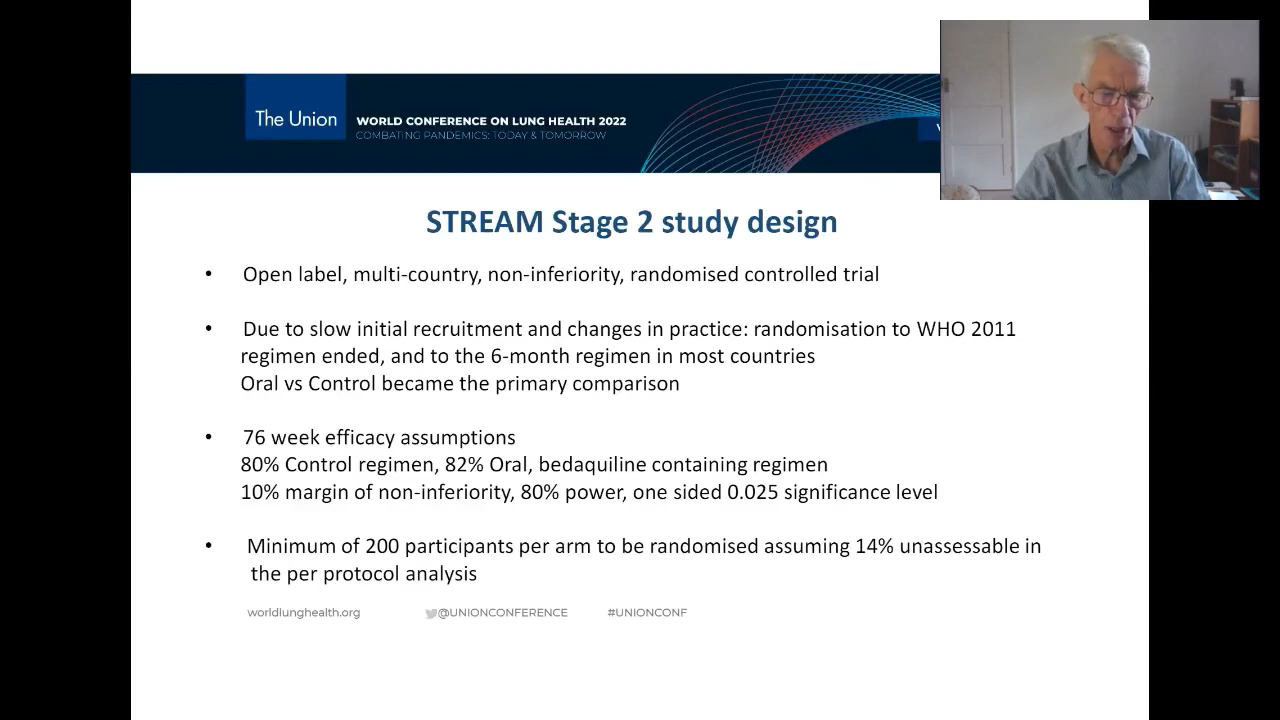 The Union
WORLD CONFERENCE ON LUNG HEALTH 2022
COMBATING PANDEMICS: TODAY & TOMORROW
STREAM Stage 2 study design
• Open label, multi-country, non-inferiority, randomised controlled trial
• Due to slow initial recruitment and changes in practice: randomisation to WHO 2011
regimen ended, and to the 6-month regimen in most countries
Oral vs Control became the primary comparison
• 76 week efficacy assumptions
80% Control regimen, 82% Oral, bedaquiline containing regimen
10% margin of non-inferiority, 80% power, one sided 0.025 significance level
• Minimum of 200 participants per arm to be randomised assuming 14% unassessable in
the per protocol analysis
worldlunghealth.org @UNIONCONFERENCE #UNIONCONF